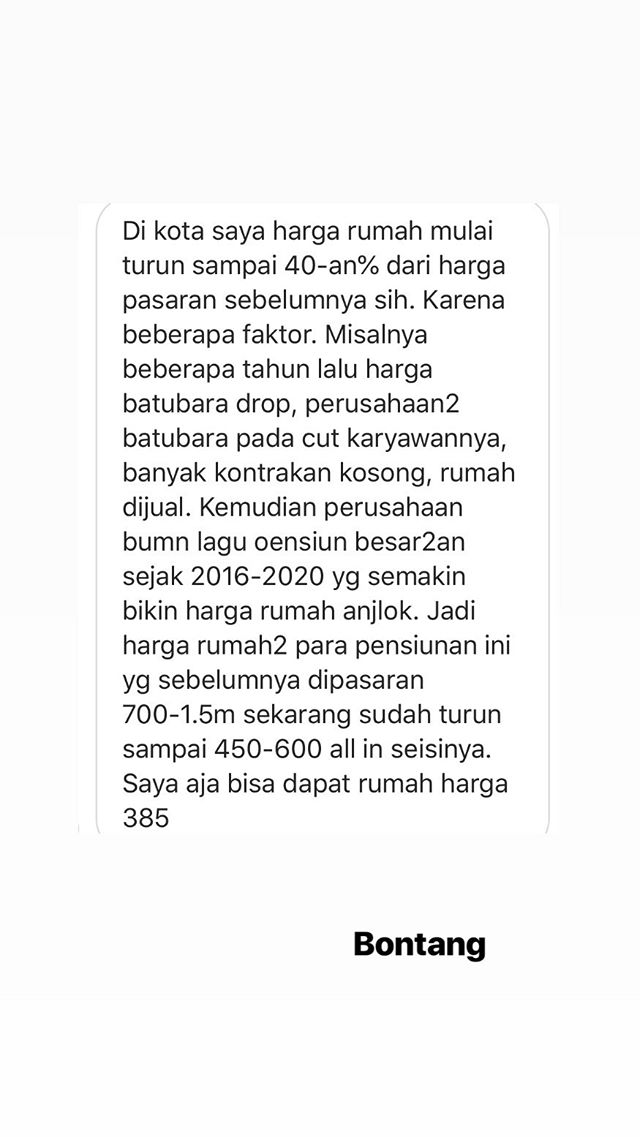 Di kota saya harga rumah mulai
turun sampai 40-an% dari harga
pasaran sebelumnya sih. Karena
beberapa faktor. Misalnya
beberapa tahun lalu harga
batubara drop, perusahaan2
batubara pada cut karyawannya,
banyak kontrakan kosong, rumah
dijual. Kemudian perusahaan
bumn lagu oensiun besar2an
sejak 2016-2020 yg semakin
bikin harga rumah anjlok. Jadi
harga rumah2 para pensiunan ini
yg sebelumnya dipasaran
700-1.5m sekarang sudah turun
sampai 450-600 all in seisinya.
Saya aja bisa dapat rumah harga
385
Bontang